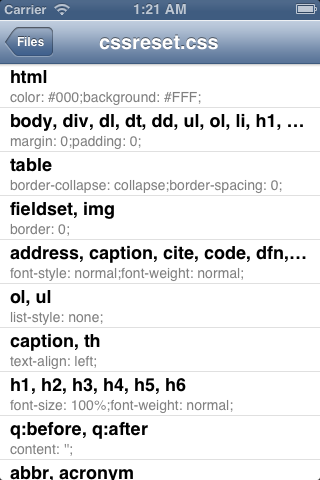 Carrier 1:21 AM
Files cssreset.css
html
color: #000;background: #FFF;
body, div, dl, dt, dd, ul, ol, li, h1, …
margin: 0;padding: 0;
table
border-collapse: collapse;border-spacing: 0;
fieldset, img
border: 0;
address, caption, cite, code, dfn,…
font-style: normal;font-weight: normal;
ol, ul
list-style: none;
caption, th
text-align: left;
h1, h2, h3, h4, h5, h6
font-size: 100%;font-weight: normal;
q:before, q:after
content: '';
abbr, acronym